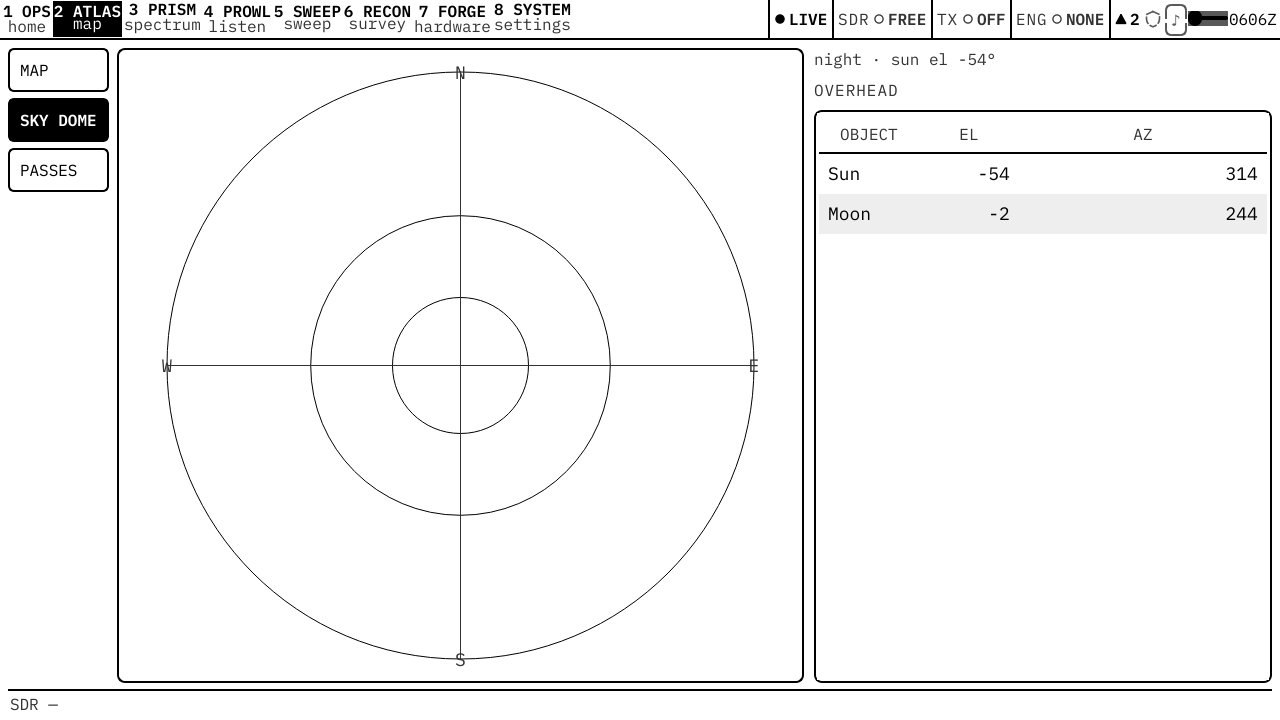 1 OPS 2 ATLAS 3 PRISM 4 PROWL 5 SWEEP 6 RECON 7 FORGE 8 SYSTEM
home map spectrum listen sweep survey hardware settings
● LIVE SDR ○ FREE TX ○ OFF ENG ○ NONE ▲ 2 ♪ 0606Z
MAP
SKY DOME
PASSES
N
W
E
S
night · sun el -54°
OVERHEAD
OBJECT EL AZ
Sun -54 314
Moon -2 244
SDR —